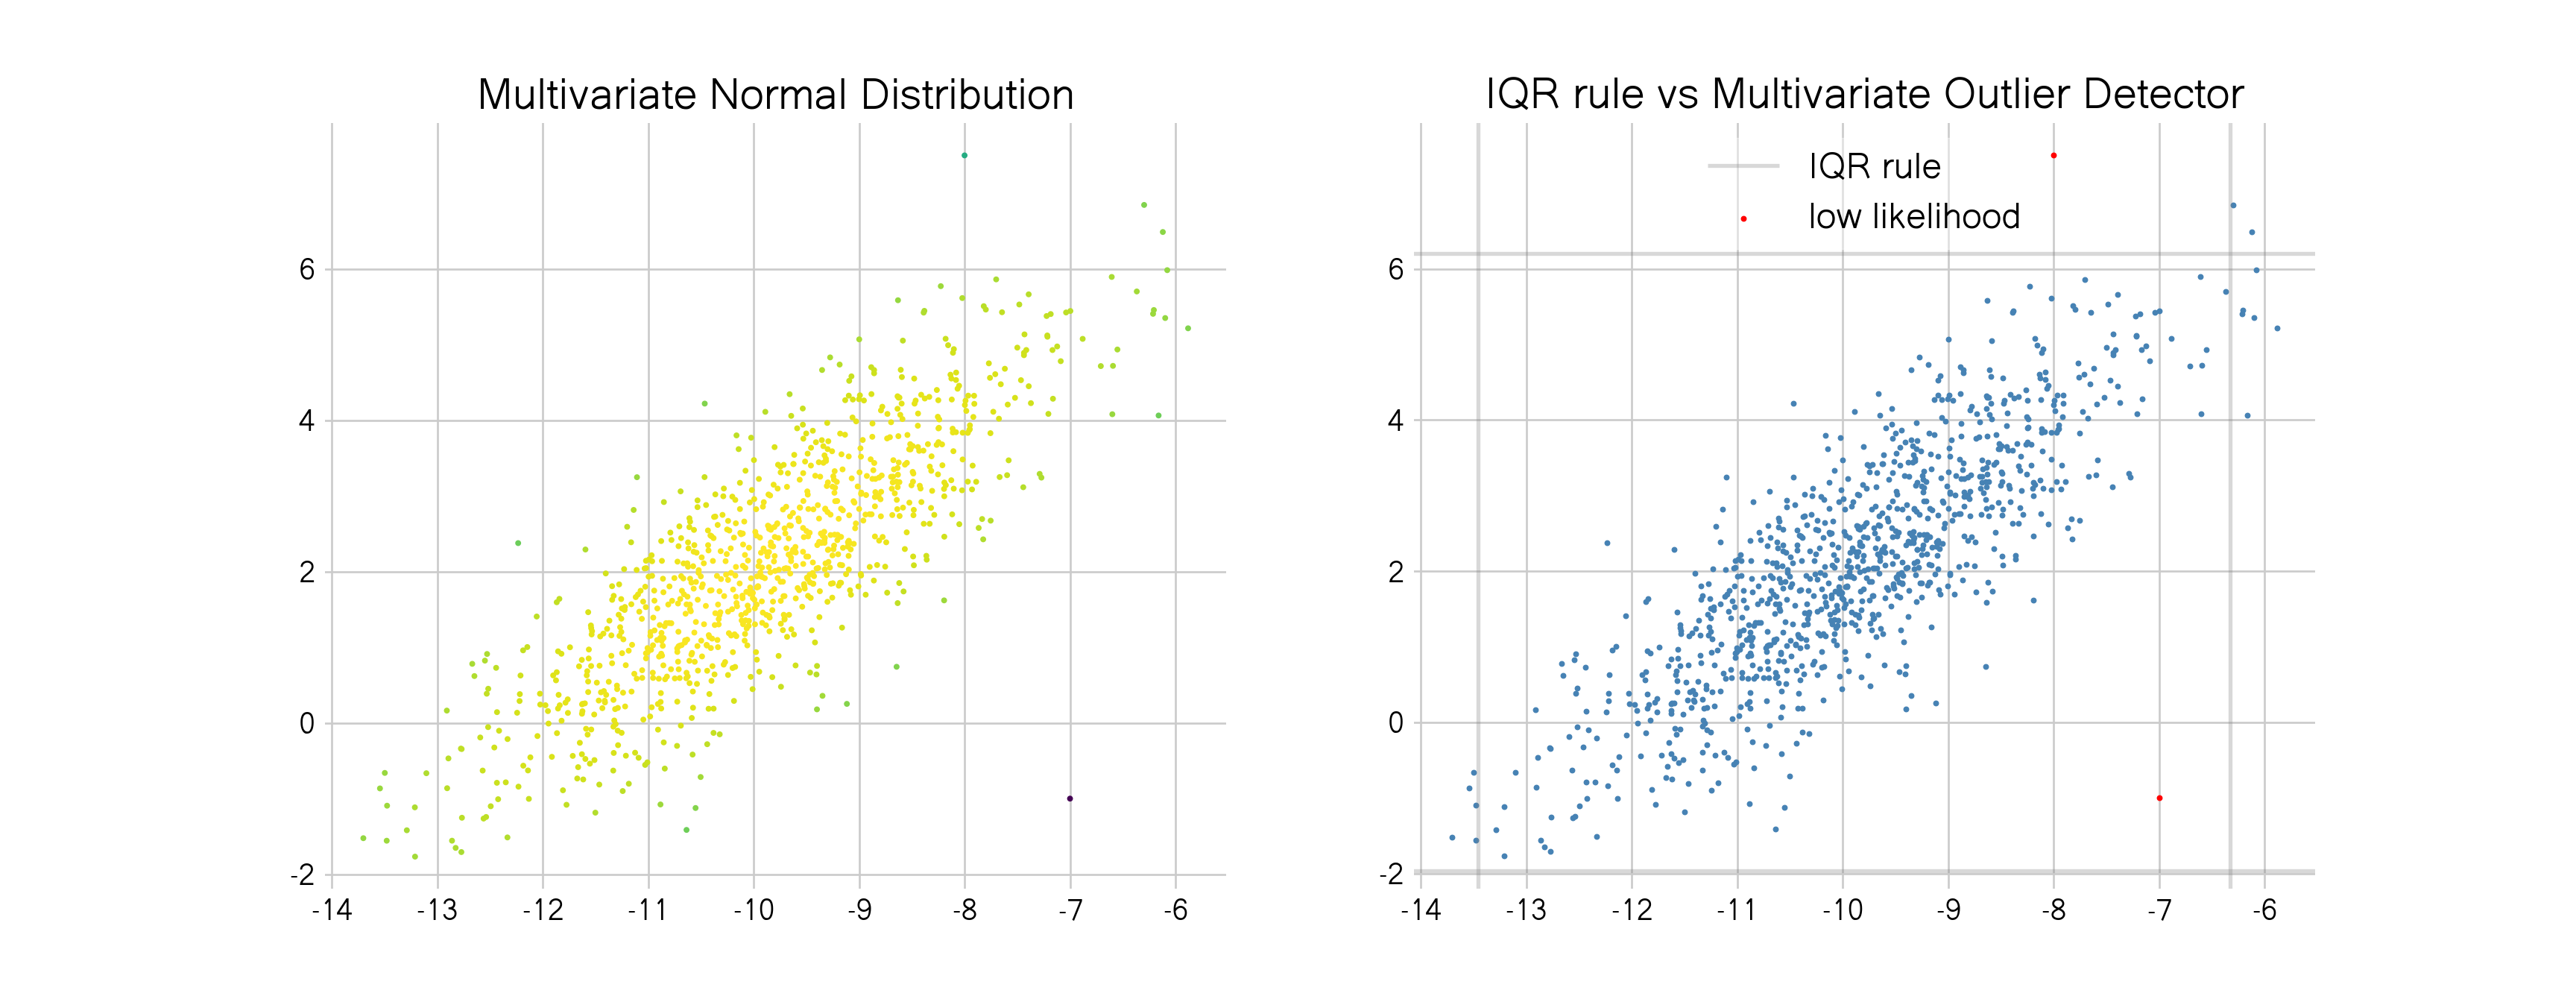 Multivariate Normal Distribution
6
4
2
0
-2
-14 -13 -12 -11 -10 -9 -8 -7 -6
IQR rule vs Multivariate Outlier Detector
IQR rule
low likelihood
6
4
2
0
-2
-14 -13 -12 -11 -10 -9 -8 -7 -6